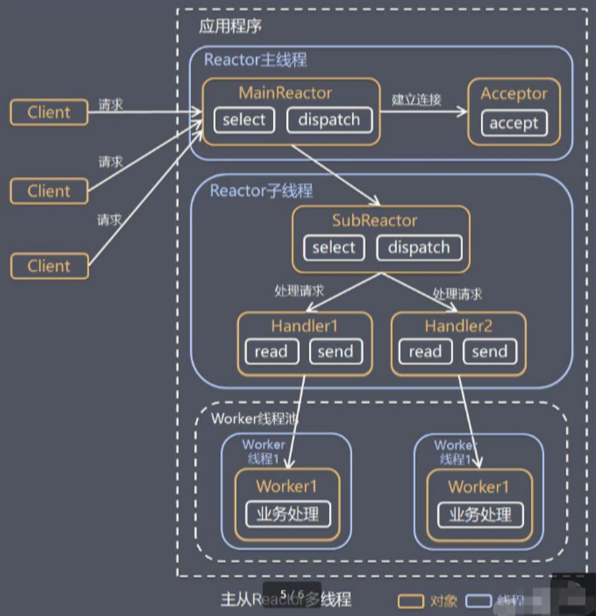 应用程序
Reactor主线程
MainReactor
select
dispatch
建立连接
Acceptor
accept
Client
请求
Client
请求
Client
请求
Reactor子线程
SubReactor
select
dispatch
处理请求
处理请求
Handler1
read
send
Handler2
read
send
Worker线程池
Worker
线程1
Worker1
业务处理
Worker
线程1
Worker1
业务处理
主从Reactor多线程
5 / 6
对象
线程